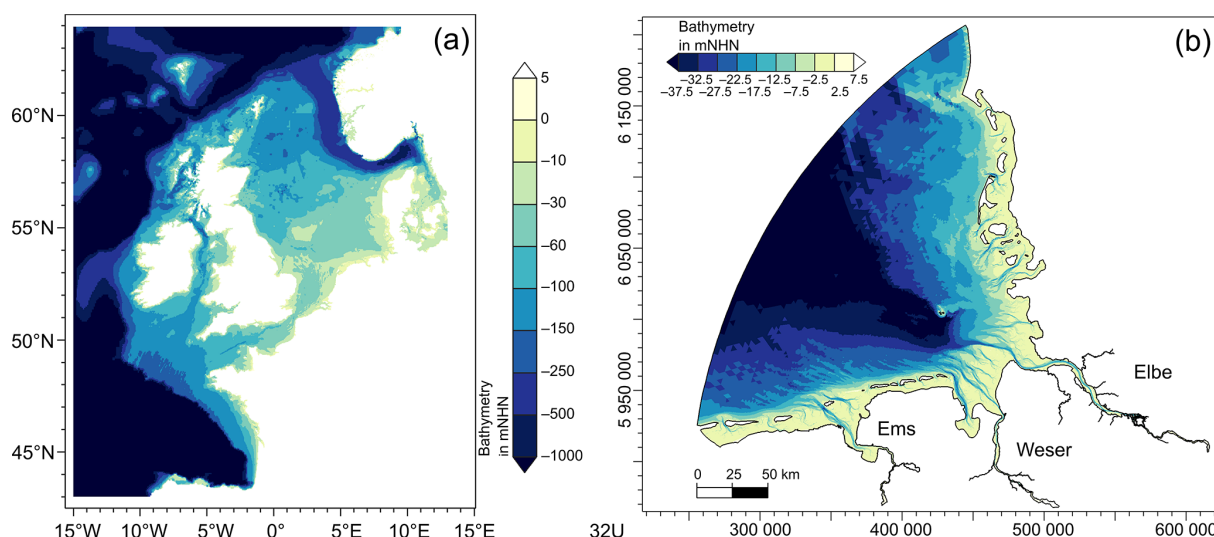 (a)
60°N
55°N
50°N
45°N
15°W
10°W
5°W
0°
5°E
10°E
15°E
5
0
−10
−30
−60
−100
−150
−250
−500
−1000
Bathymetry
in mNHN
(b)
Bathymetry
in mNHN
−32.5 −22.5 −12.5 −2.5 7.5
−37.5 −27.5 −17.5 −7.5 2.5
6 150 000
6 050 000
5 950 000
Elbe
Ems
Weser
0 25 50 km
32U
300 000
400 000
500 000
600 000